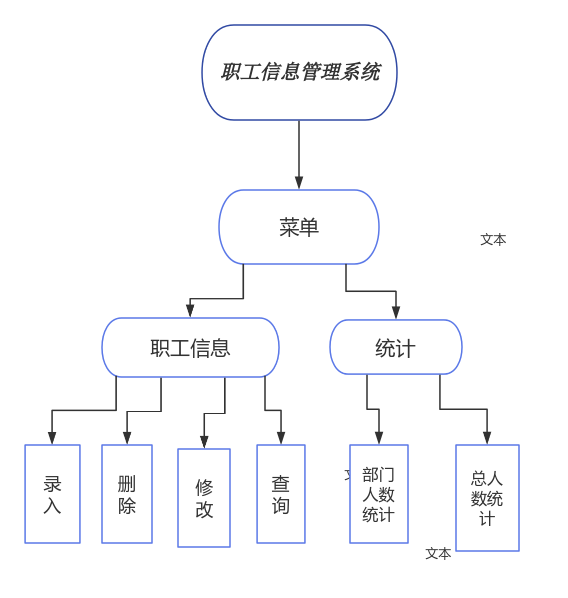 职工信息管理系统
菜单
文本
职工信息
统计
录
入
删
除
修
改
查
询
部门
人数
统计
总人
数统
计
文本